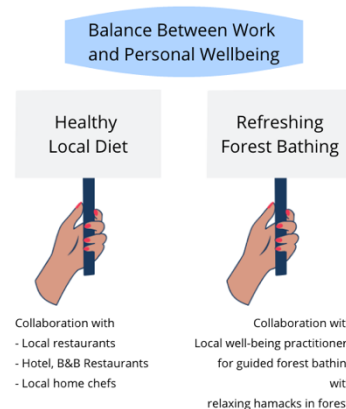 Balance Between Work
and Personal Wellbeing
Healthy
Local Diet
Refreshing
Forest Bathing
Collaboration with
- Local restaurants
- Hotel, B&B Restaurants
- Local home chefs
Collaboration wit
Local well-being practitioner
for guided forest bathin
wit
relaxing hamacks in fores